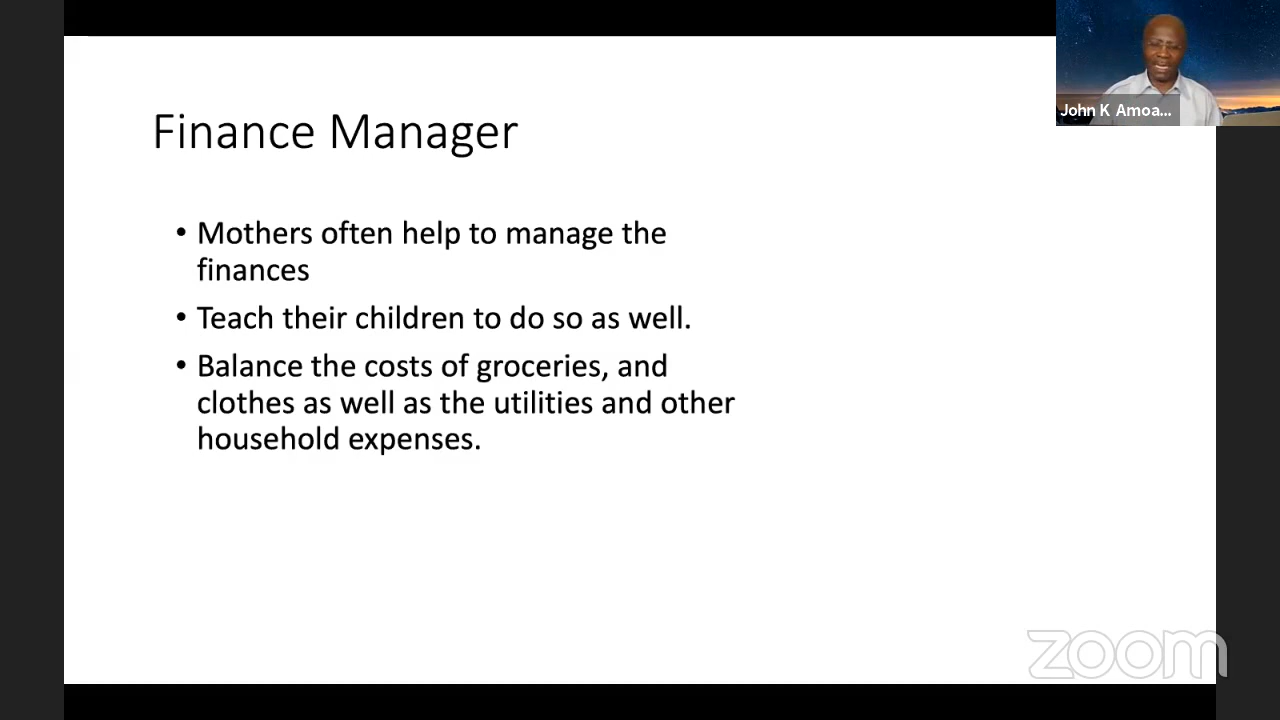 John K Amoa...
Finance Manager
• Mothers often help to manage the
finances
• Teach their children to do so as well.
• Balance the costs of groceries, and
clothes as well as the utilities and other
household expenses.
zoom